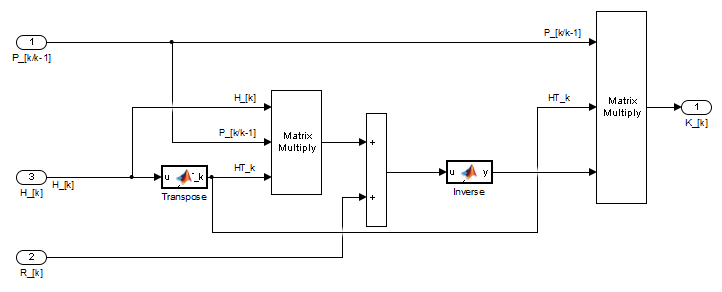 1
P_[k/k-1]
P_[k/k-1]
Matrix
Multiply
HT_k
1
K_[k]
H_[k]
P_[k/k-1]
HT_k
Matrix
Multiply
+
+
3
H_[k]
H_[k]
u
_k
Transpose
u
y
Inverse
2
R_[k]